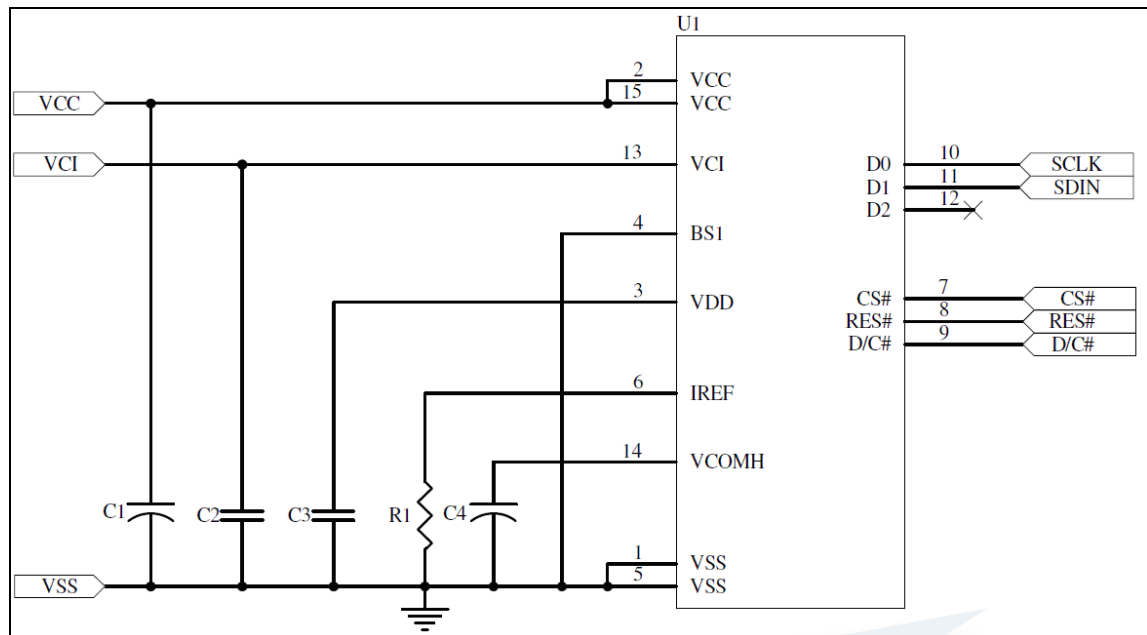 U1
2 VCC
VCC 15 VCC
VCI 13 VCI
D0 10 SCLK
D1 11 SDIN
D2 12
4 BS1
3 VDD
CS# 7 CS#
RES# 8 RES#
D/C# 9 D/C#
6 IREF
14 VCOMH
C1 C2 C3 R1 C4
1 VSS
VSS 5 VSS